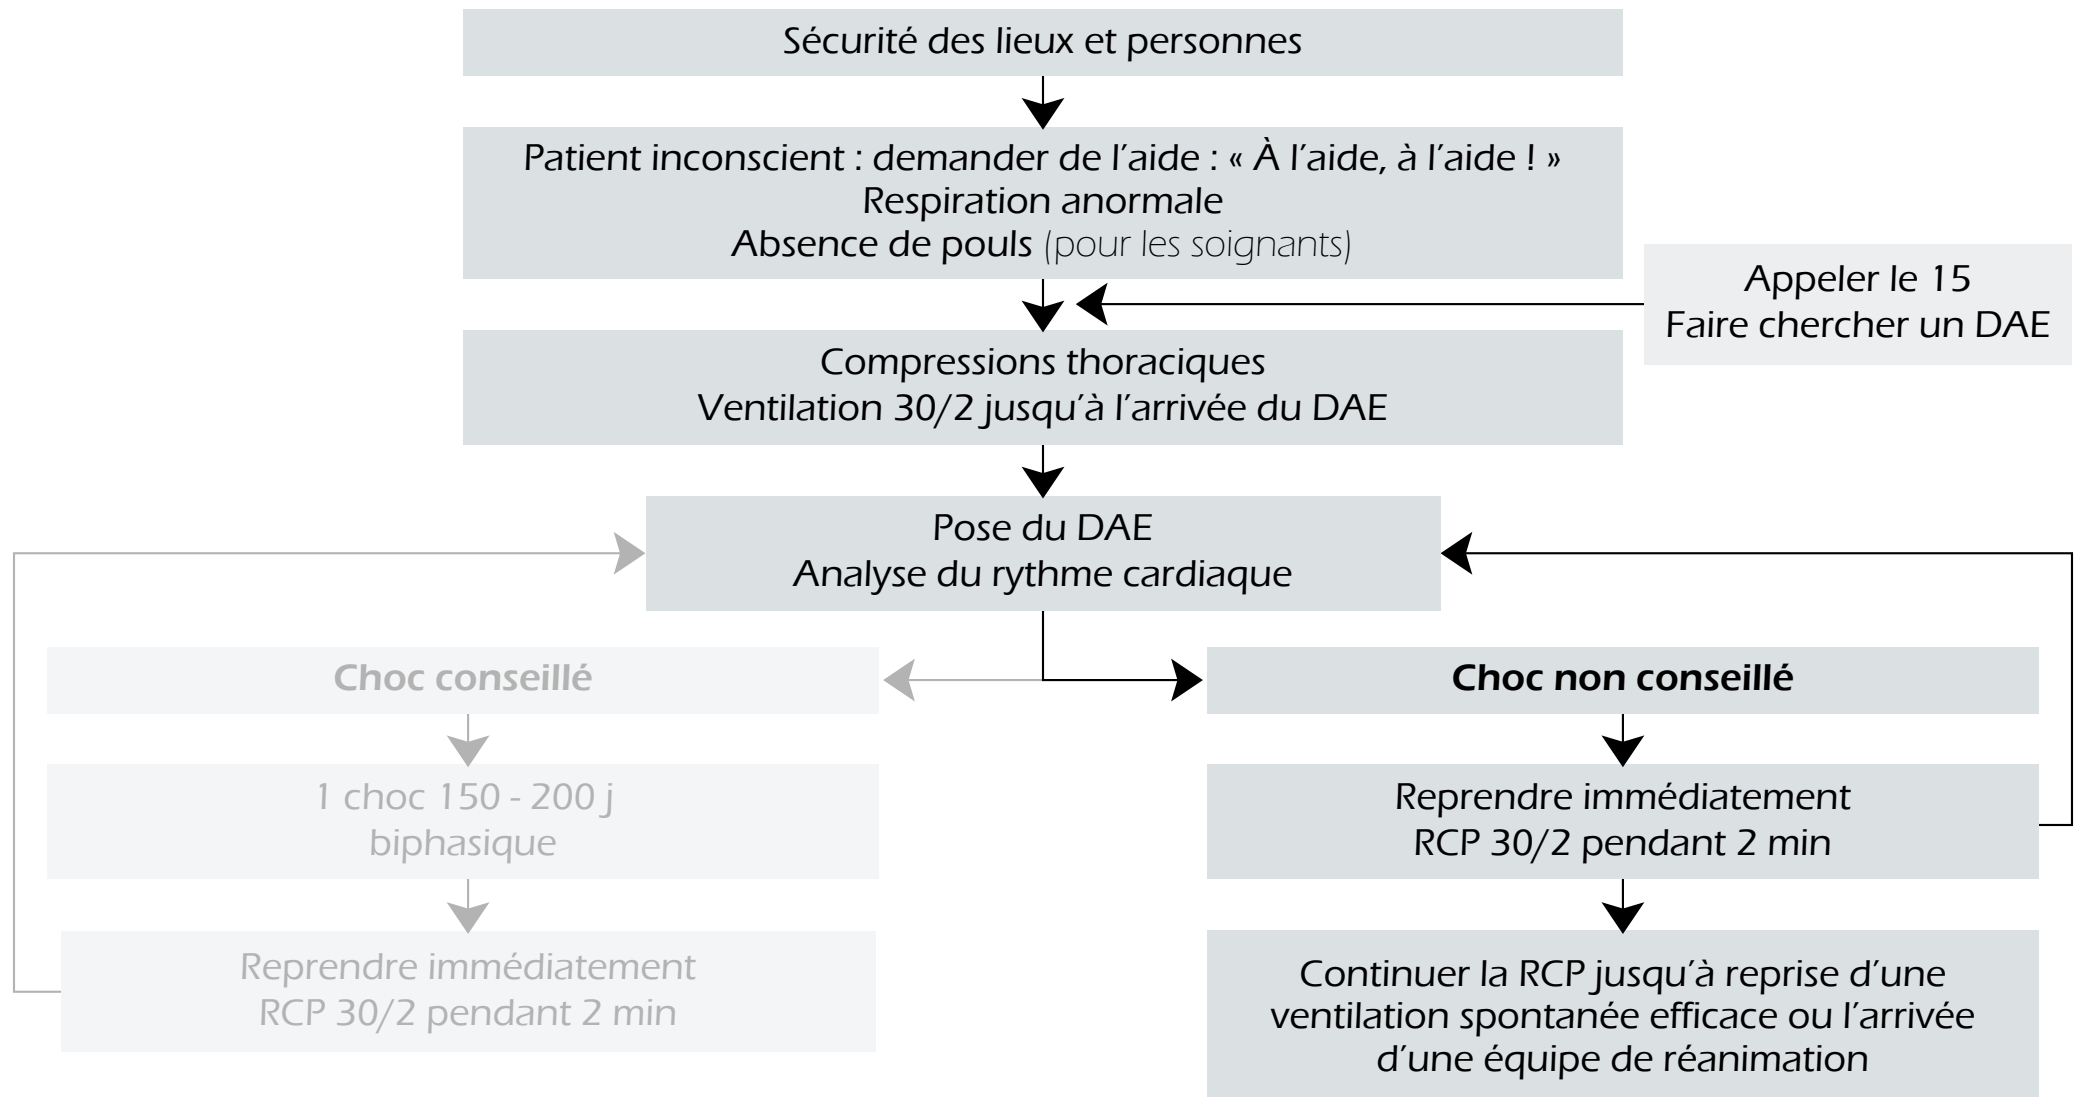 Sécurité des lieux et personnes
Patient inconscient : demander de l’aide : « À l’aide, à l’aide ! »
Respiration anormale
Absence de pouls (pour les soignants)
Appeler le 15
Faire chercher un DAE
Compressions thoraciques
Ventilation 30/2 jusqu’à l’arrivée du DAE
Pose du DAE
Analyse du rythme cardiaque
Choc conseillé
1 choc 150 - 200 j
biphasique
Reprendre immédiatement
RCP 30/2 pendant 2 min
Choc non conseillé
Reprendre immédiatement
RCP 30/2 pendant 2 min
Continuer la RCP jusqu’à reprise d’une
ventilation spontanée efficace ou l’arrivée
d’une équipe de réanimation